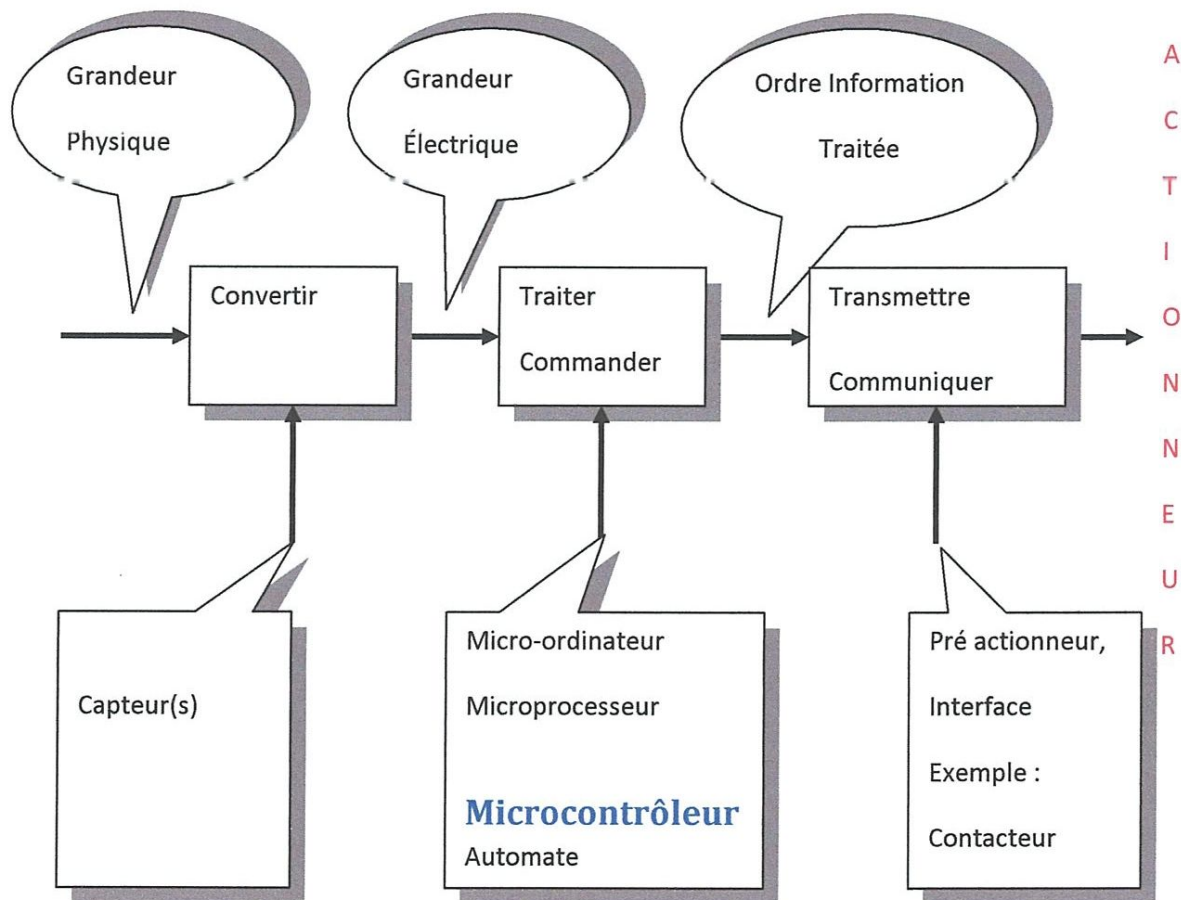 Grandeur
Physique
Grandeur
Électrique
Ordre Information
Traitée
Convertir
Traiter
Commander
Transmettre
Communiquer
Capteur(s)
Micro-ordinateur
Microprocesseur
Microcontrôleur
Automate
Pré actionneur,
Interface
Exemple :
Contacteur
A
C
T
I
O
N
N
E
U
R